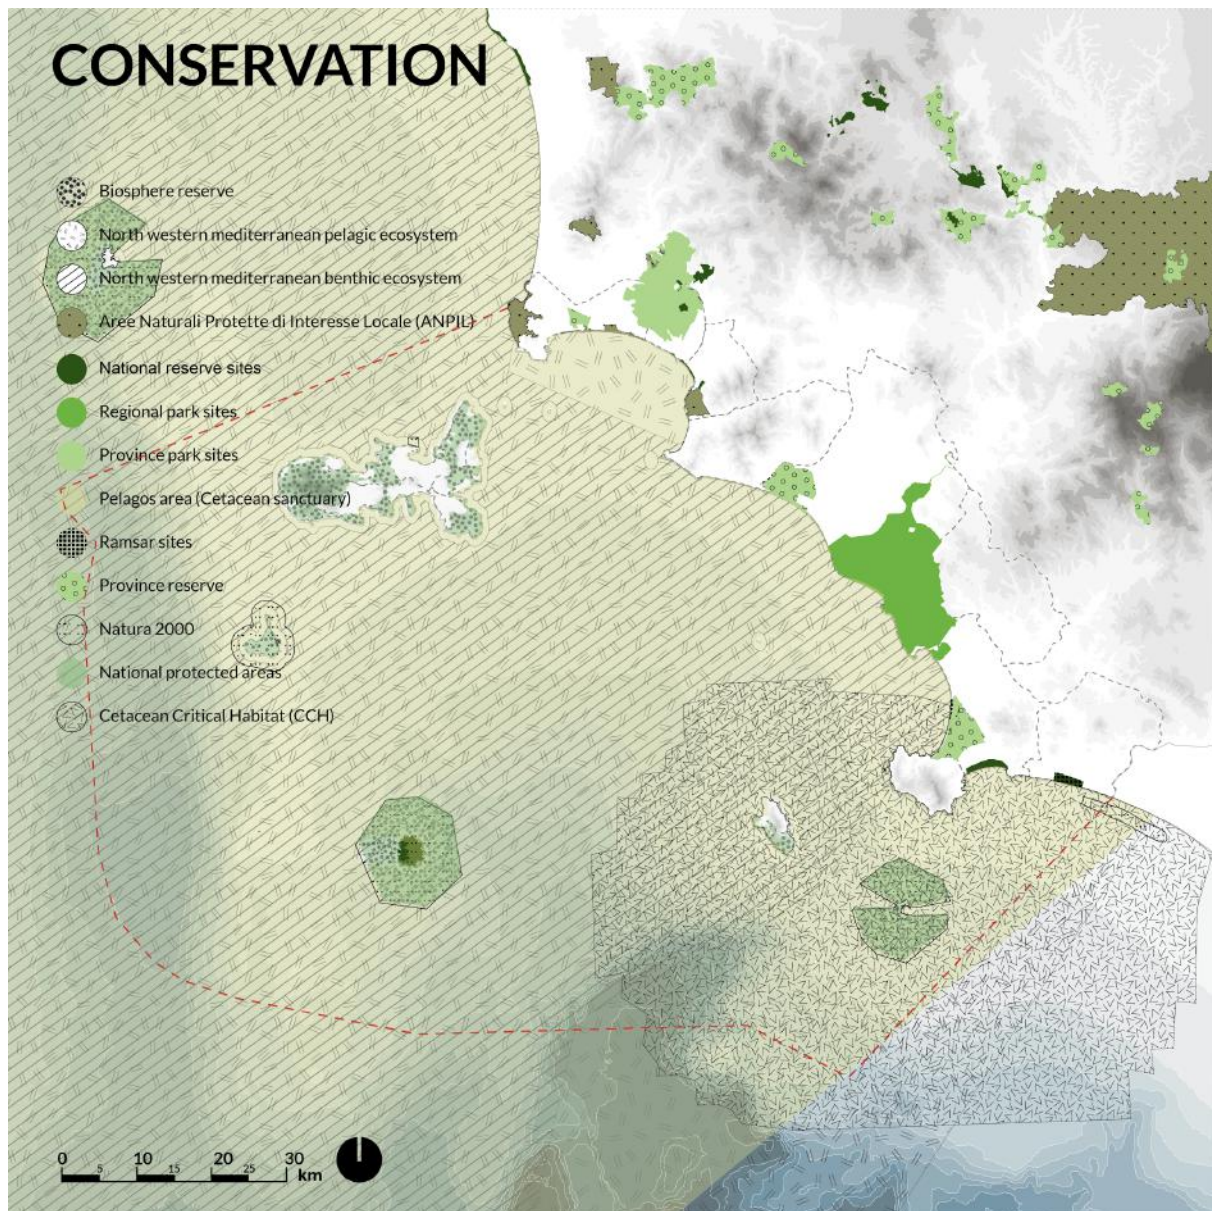 CONSERVATION
Biosphere reserve
North western mediterranean pelagic ecosystem
North western mediterranean benthic ecosystem
Aree Naturali Protette di Interesse Locale (ANPIL)
National reserve sites
Regional park sites
Province park sites
Pelagos area (Cetacean sanctuary)
Ramsar sites
Province reserve
Natura 2000
National protected areas
Cetacean Critical Habitat (CCH)
0 10 20 30
5 15 25 km